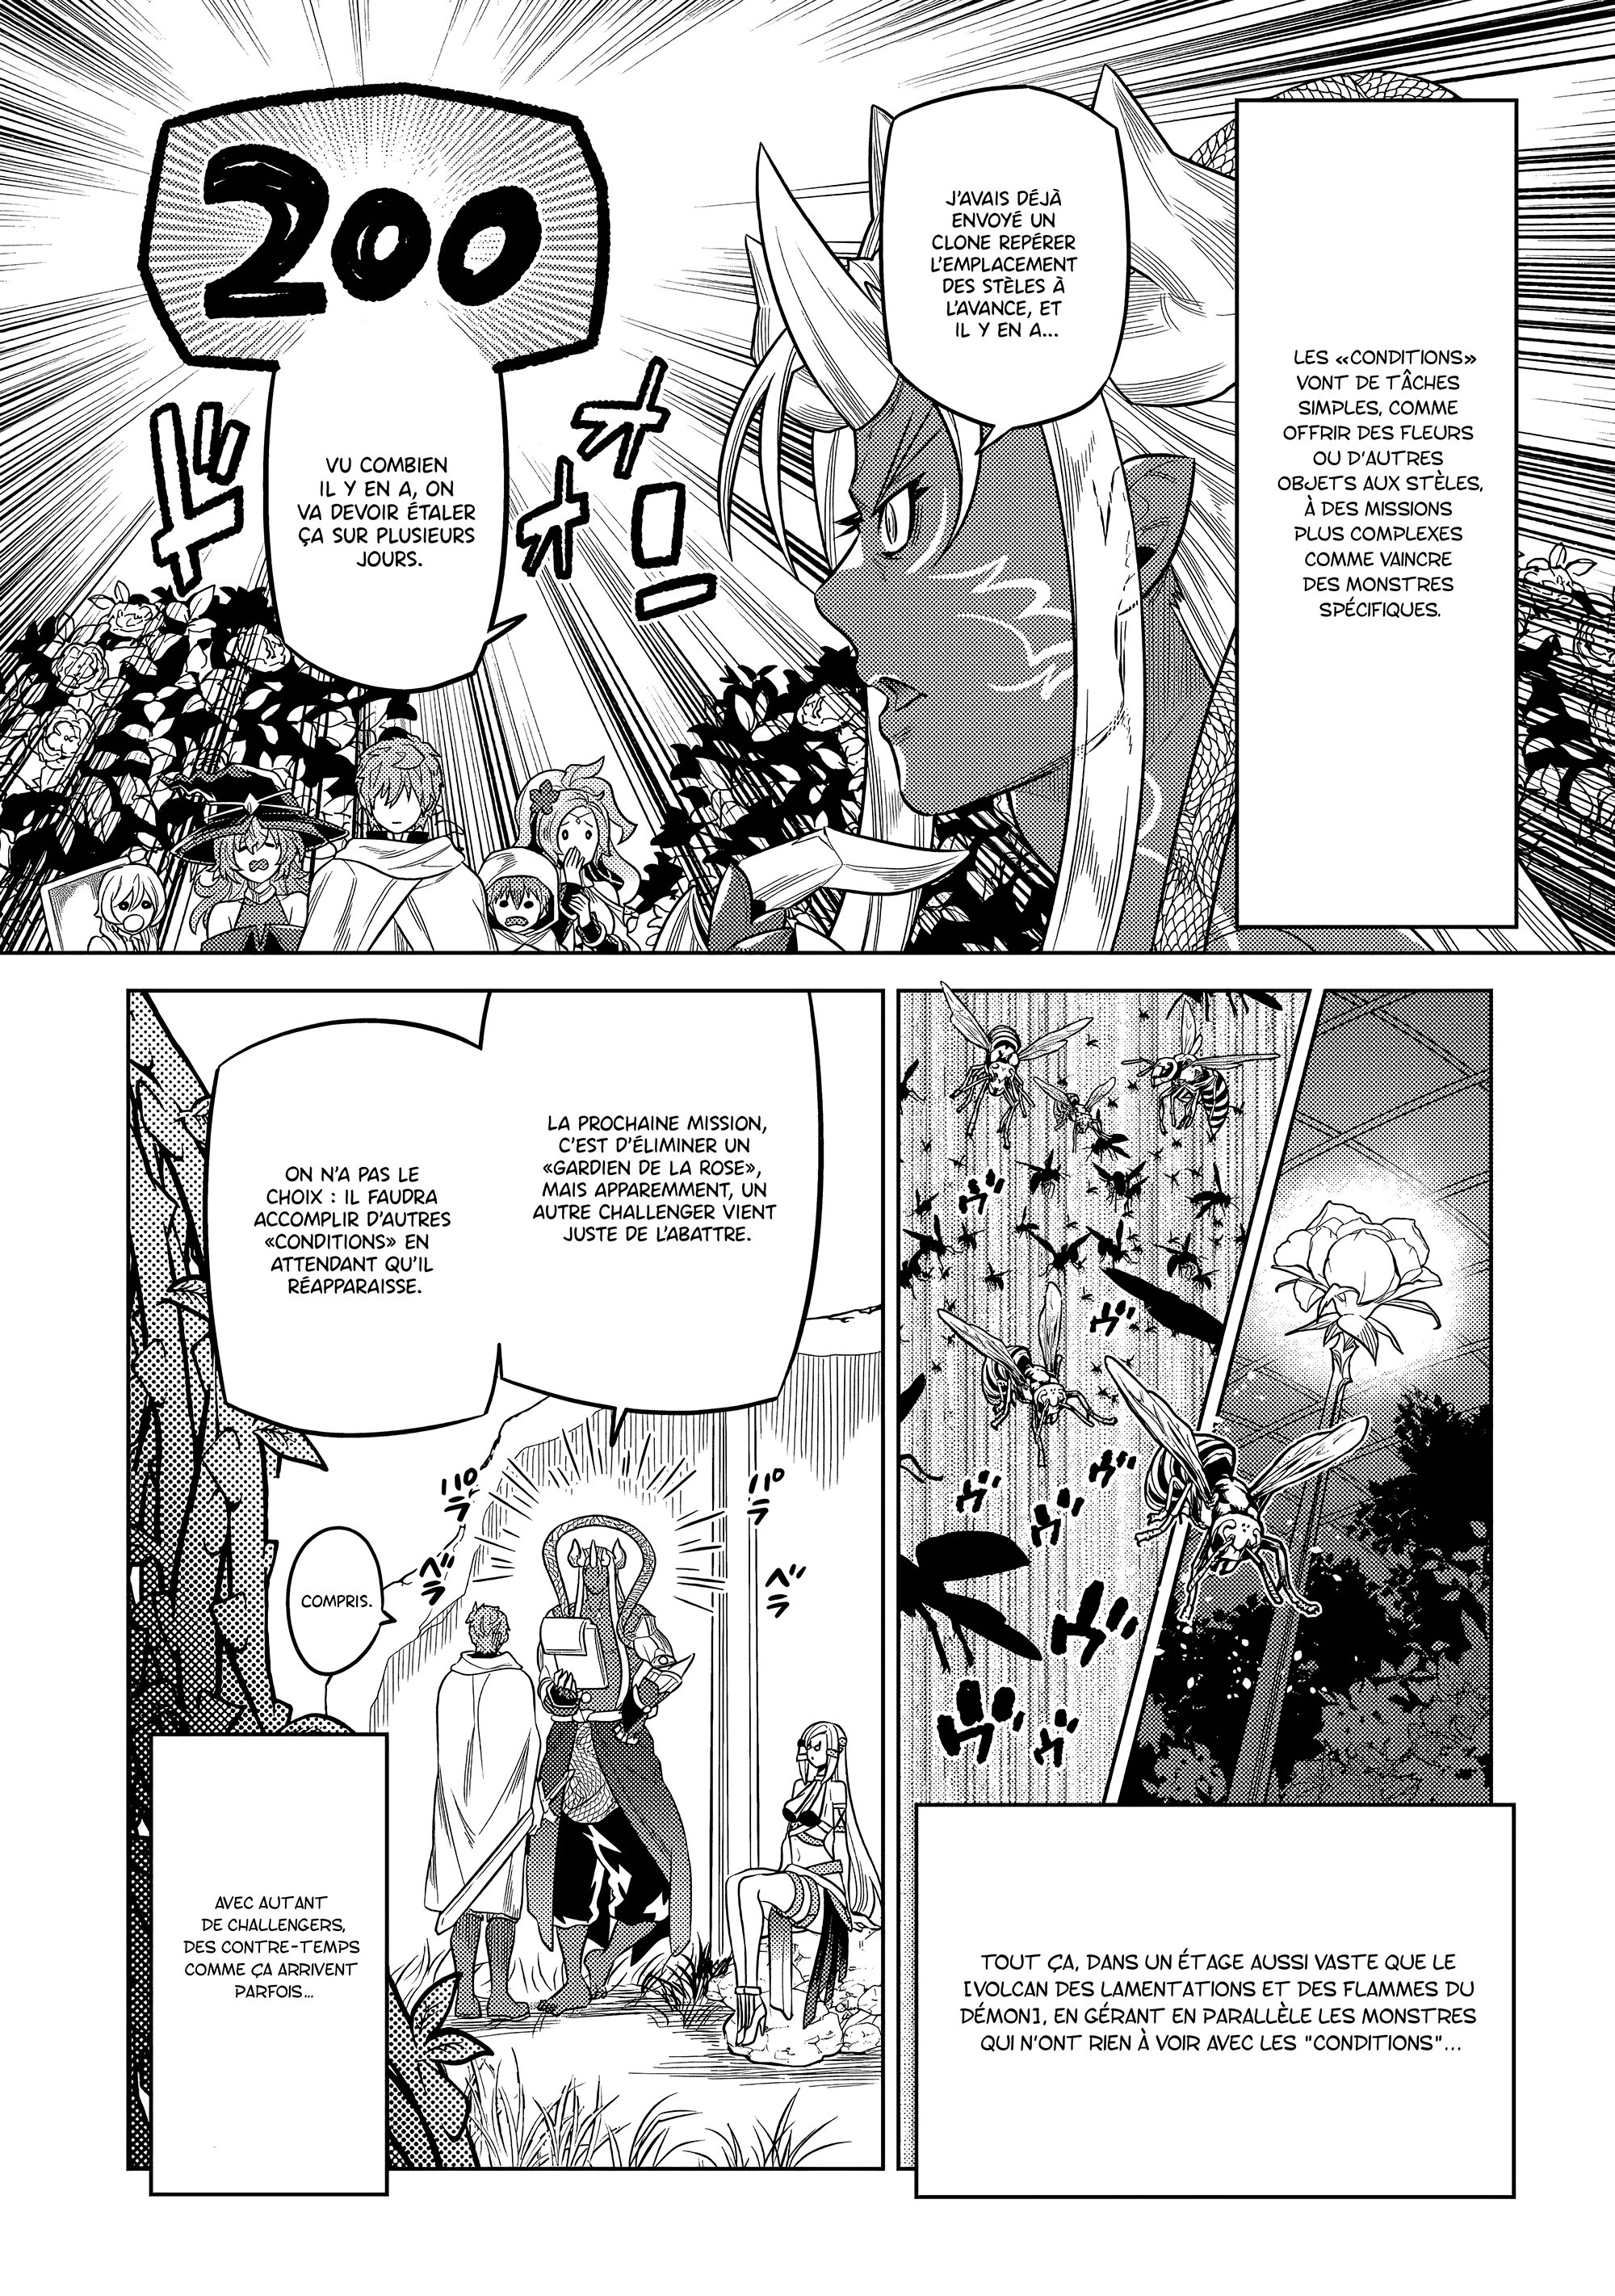 LES «CONDITIONS»
VONT DE TÂCHES
SIMPLES, COMME
OFFRIR DES FLEURS
OU D'AUTRES
OBJETS AUX STÈLES,
À DES MISSIONS
PLUS COMPLEXES
COMME VAINCRE
DES MONSTRES
SPÉCIFIQUES.
J'AVAIS DÉJÀ
ENVOYÉ UN
CLONE REPÉRER
L'EMPLACEMENT
DES STÈLES À
L'AVANCE, ET
IL Y EN A...
200
VU COMBIEN
IL Y EN A, ON
VA DEVOIR ÉTALER
ÇA SUR PLUSIEURS
JOURS.
オオ
ドーン
ヴヴ
ヴヴ
ヴヴ
ヴヴ
TOUT ÇA, DANS UN ÉTAGE AUSSI VASTE QUE LE
[VOLCAN DES LAMENTATIONS ET DES FLAMMES DU
DÉMON], EN GÉRANT EN PARALLÈLE LES MONSTRES
QUI N'ONT RIEN À VOIR AVEC LES "CONDITIONS"...
LA PROCHAINE MISSION,
C'EST D'ÉLIMINER UN
«GARDIEN DE LA ROSE»,
MAIS APPAREMMENT, UN
AUTRE CHALLENGER VIENT
JUSTE DE L'ABATTRE.
ON N'A PAS LE
CHOIX : IL FAUDRA
ACCOMPLIR D'AUTRES
«CONDITIONS» EN
ATTENDANT QU'IL
RÉAPPARAISSE.
パラ
パラ
ペラ
ペラ
COMPRIS.
AVEC AUTANT
DE CHALLENGERS,
DES CONTRE-TEMPS
COMME ÇA ARRIVENT
PARFOIS...